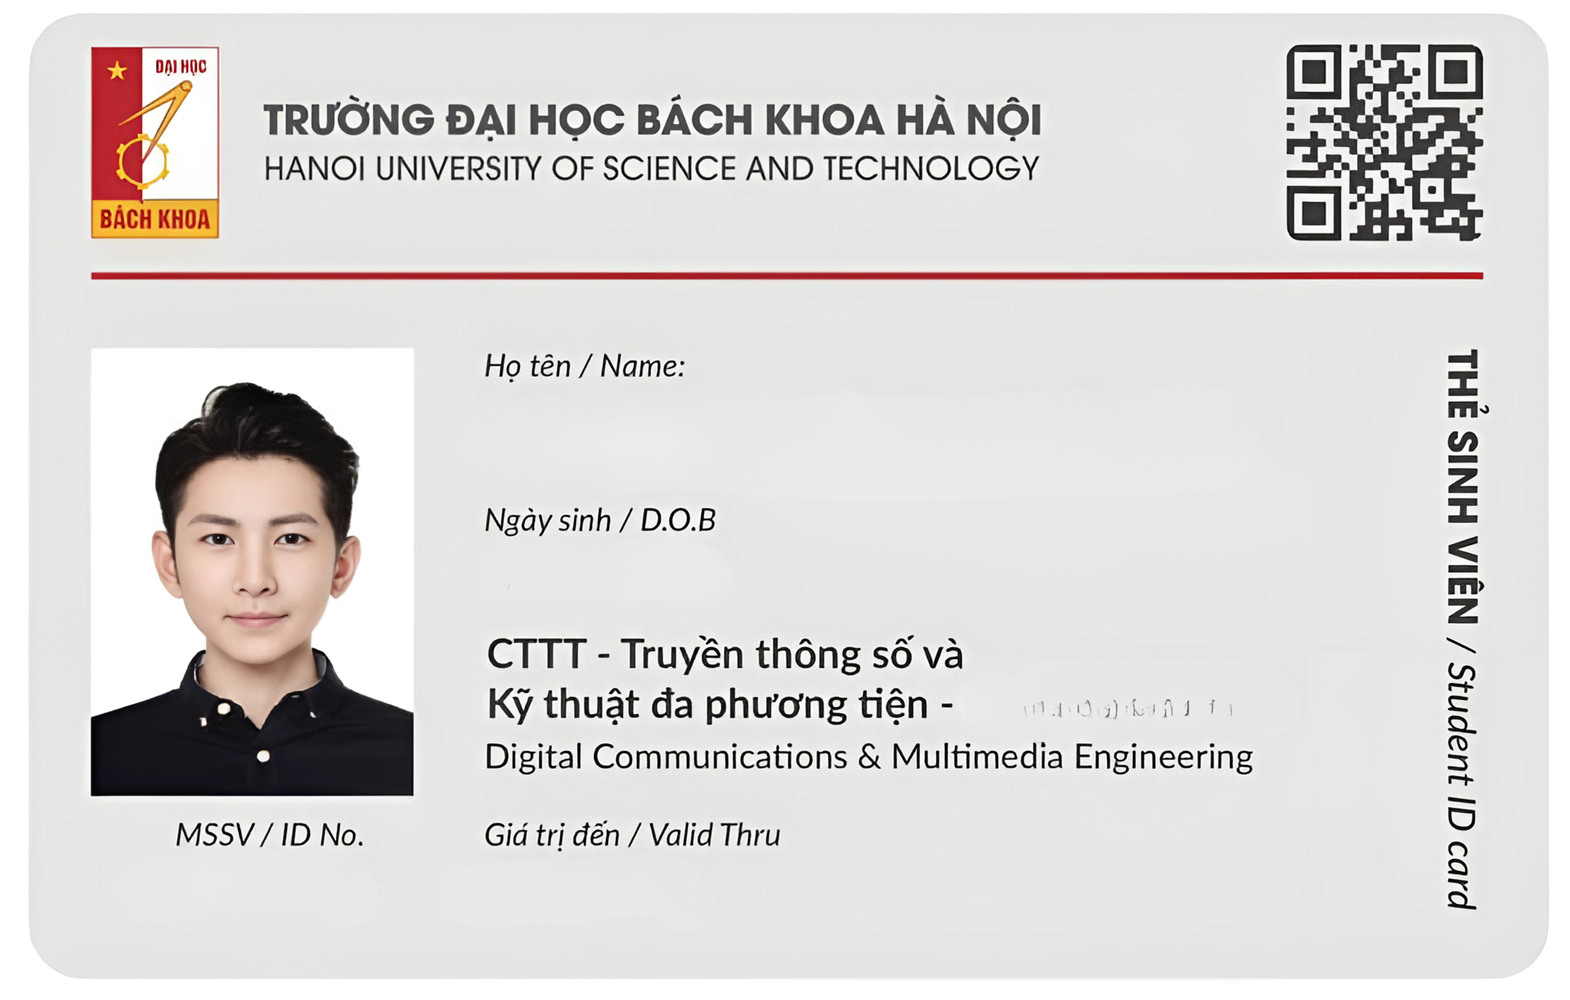 ĐẠI HỌC
BÁCH KHOA
TRƯỜNG ĐẠI HỌC BÁCH KHOA HÀ NỘI
HANOI UNIVERSITY OF SCIENCE AND TECHNOLOGY
Họ tên / Name:
Ngày sinh / D.O.B
CTTT - Truyền thông số và
Kỹ thuật đa phương tiện -
Digital Communications & Multimedia Engineering
MSSV / ID No.
Giá trị đến / Valid Thru
THẺ SINH VIÊN / Student ID card